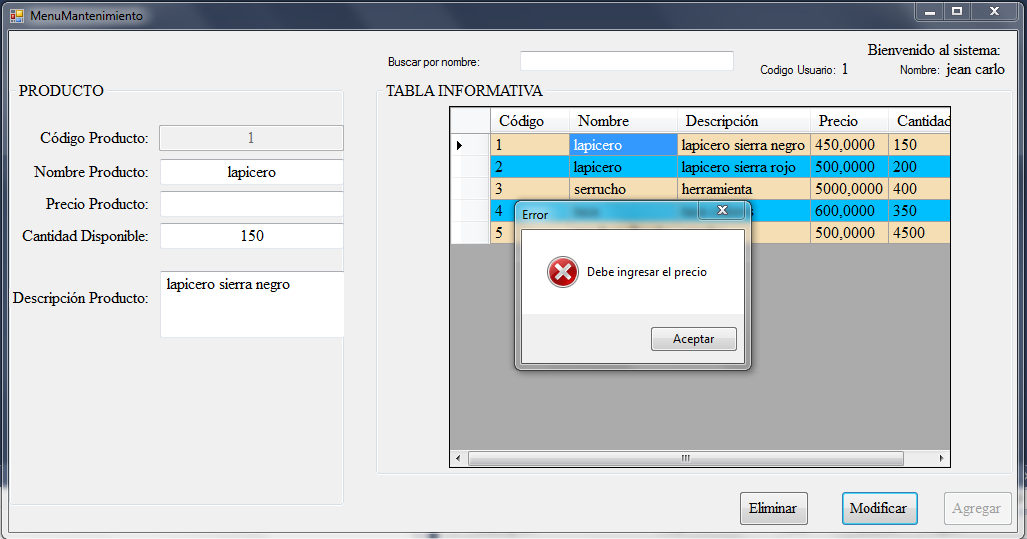 MenuMantenimiento
Buscar por nombre:
Bienvenido al sistema:
Codigo Usuario: 1 Nombre: jean carlo
PRODUCTO
Código Producto: 1
Nombre Producto: lapicero
Precio Producto:
Cantidad Disponible: 150
Descripción Producto: lapicero sierra negro
TABLA INFORMATIVA
Código Nombre Descripción Precio Cantidad
1 lapicero lapicero sierra negro 450,0000 150
2 lapicero lapicero sierra rojo 500,0000 200
3 serrucho herramienta 5000,0000 400
4 600,0000 350
5 500,0000 4500
Error
Debe ingresar el precio
Aceptar
Eliminar Modificar Agregar